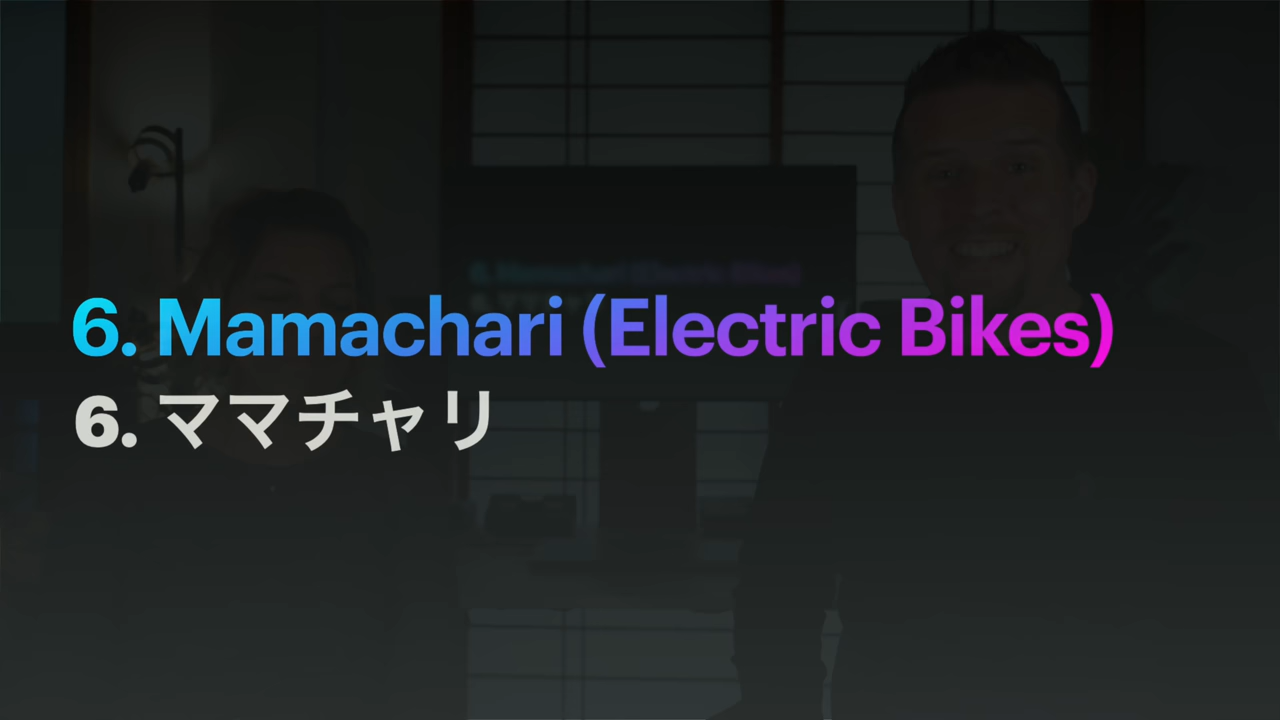 6. Mamachari (Electric Bikes)
6. ママチャリ